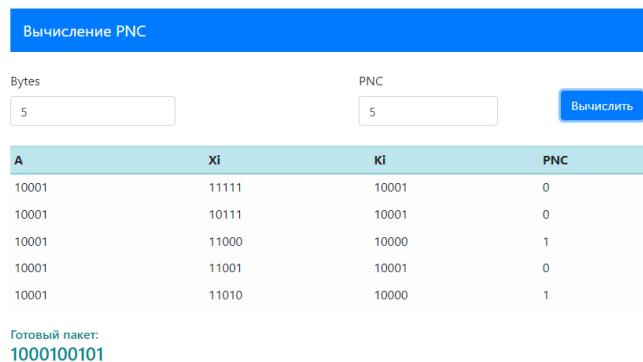 Вычисление PNC
Bytes PNC
5 5 Вычислить
A Xi Ki PNC
10001 11111 10001 0
10001 10111 10001 0
10001 11000 10000 1
10001 11001 10001 0
10001 11010 10000 1
Готовый пакет:
1000100101